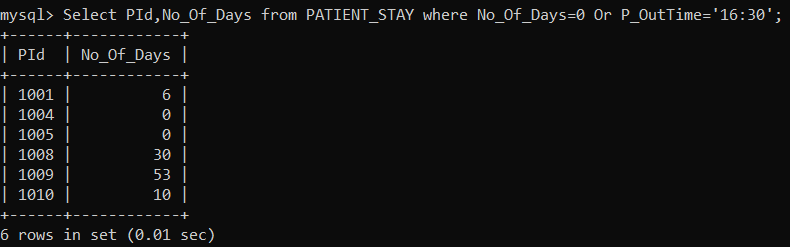 mysql> Select PId,No_Of_Days from PATIENT_STAY where No_Of_Days=0 Or P_OutTime='16:30';
+------+------------+
| PId  | No_Of_Days |
+------+------------+
| 1001 |          6 |
| 1004 |          0 |
| 1005 |          0 |
| 1008 |         30 |
| 1009 |         53 |
| 1010 |         10 |
+------+------------+
6 rows in set (0.01 sec)